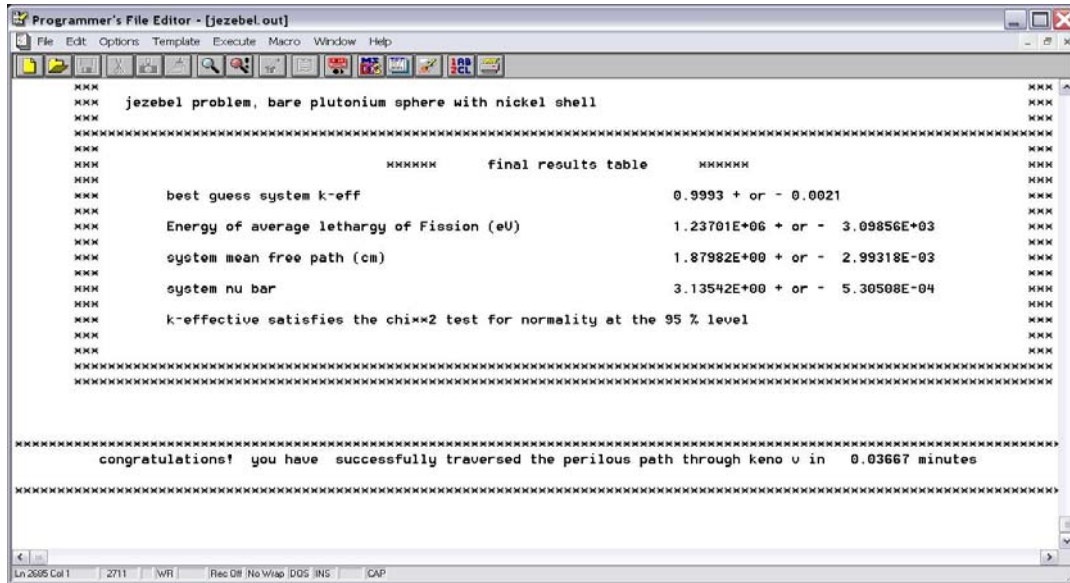 Programmer's File Editor - [jezebel.out]
File Edit Options Template Execute Macro Window Help
×××
××× jezebel problem, bare plutonium sphere with nickel shell ×××
×××××× final results table ××××××
best guess system k-eff 0.9993 + or - 0.0021
Energy of average lethargy of Fission (eV) 1.23701E+06 + or - 3.09856E+03
system mean free path (cm) 1.87982E+00 + or - 2.99318E-03
system nu bar 3.13542E+00 + or - 5.30508E-04
k-effective satisfies the chi××2 test for normality at the 95 % level
congratulations! you have successfully traversed the perilous path through keno v in 0.03667 minutes
Ln 2685 Col 1 2711 WR Rec Off No Wrap DOS INS CAP